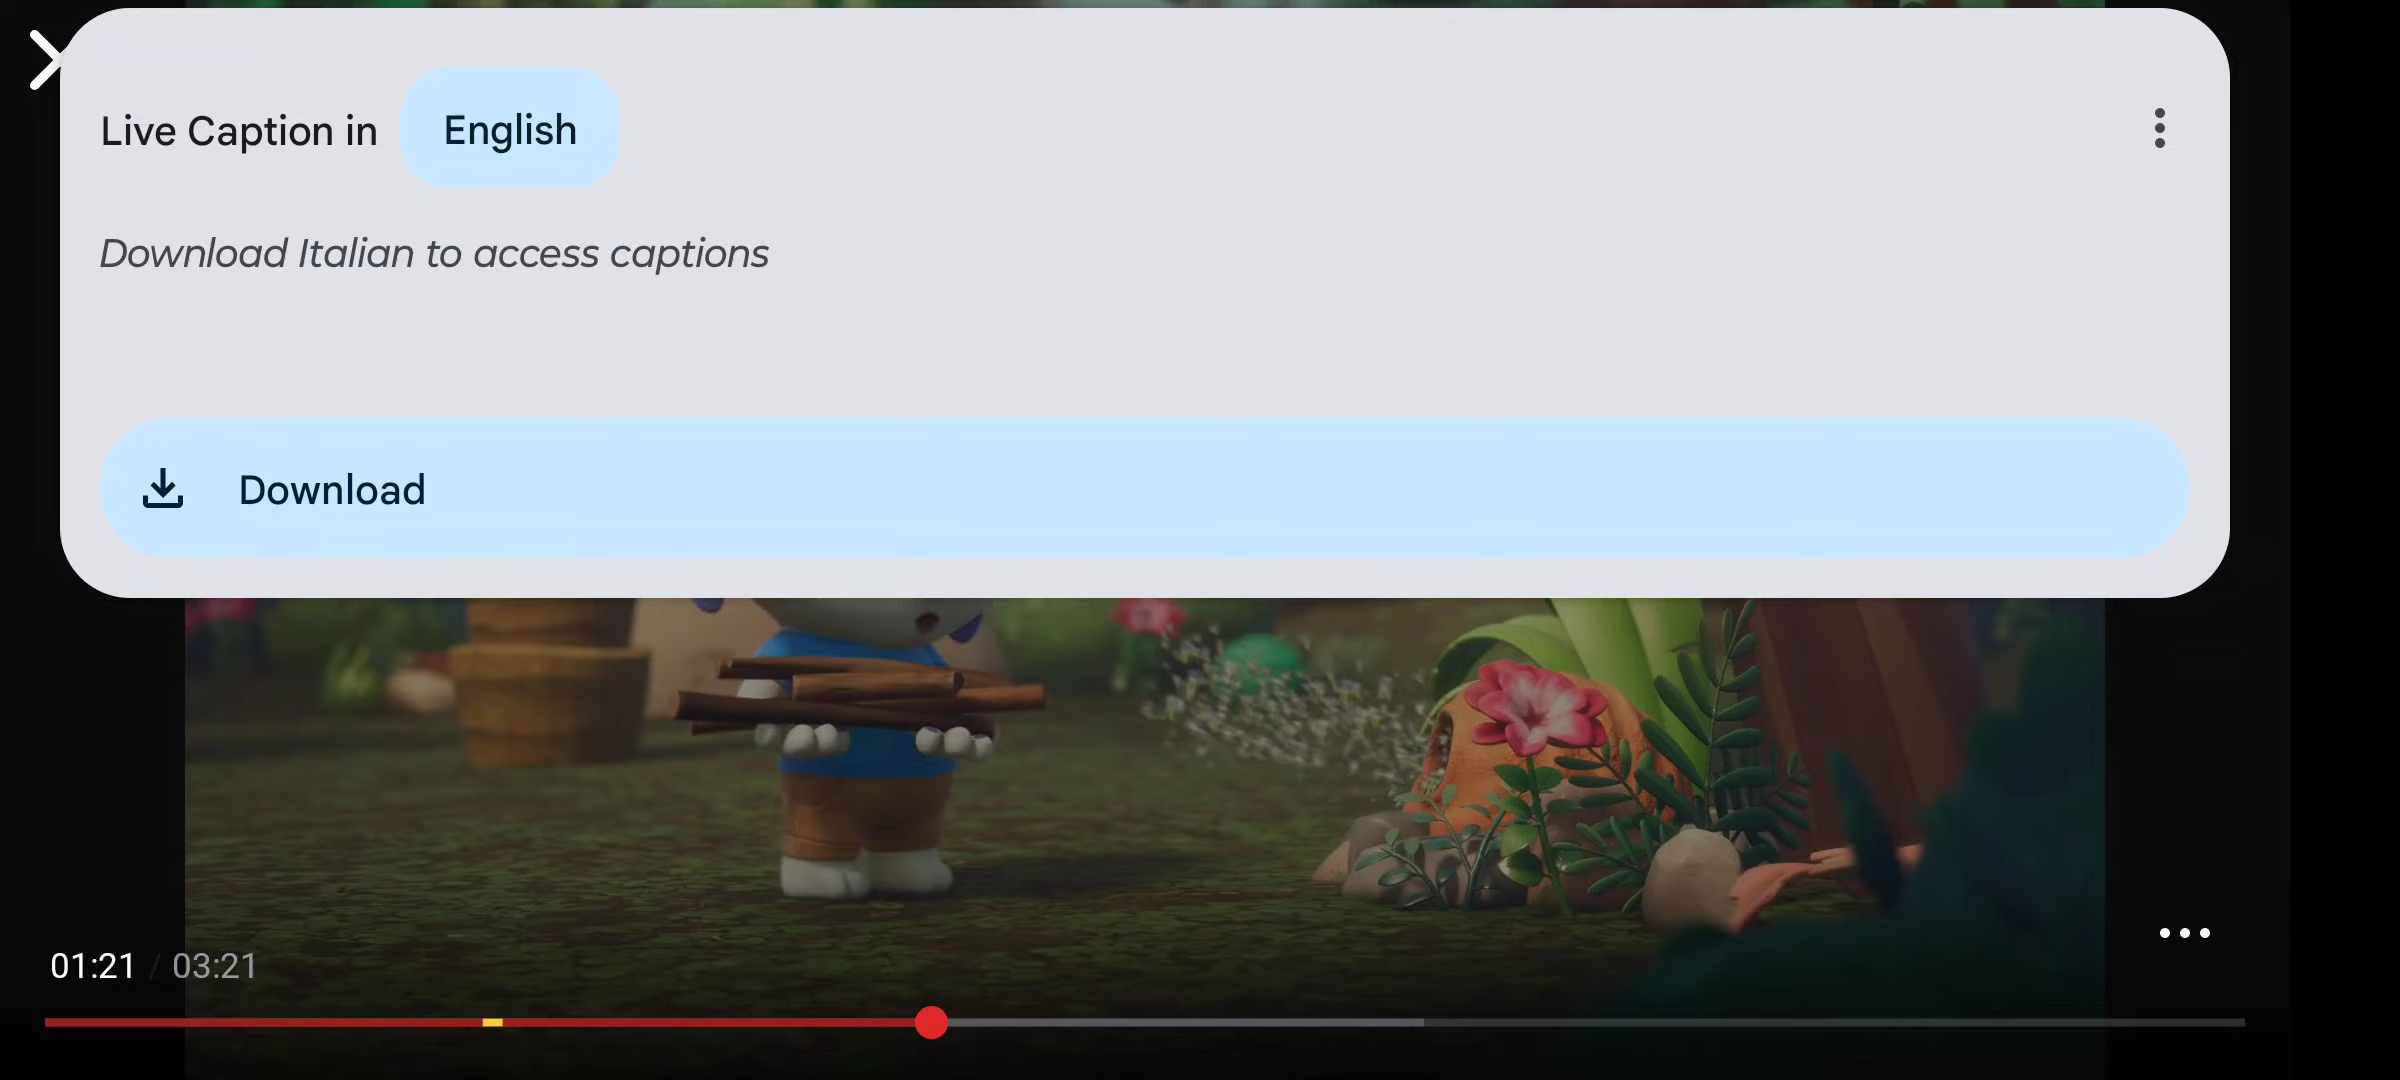 Live Caption in English
Download Italian to access captions
Download
01:21 / 03:21